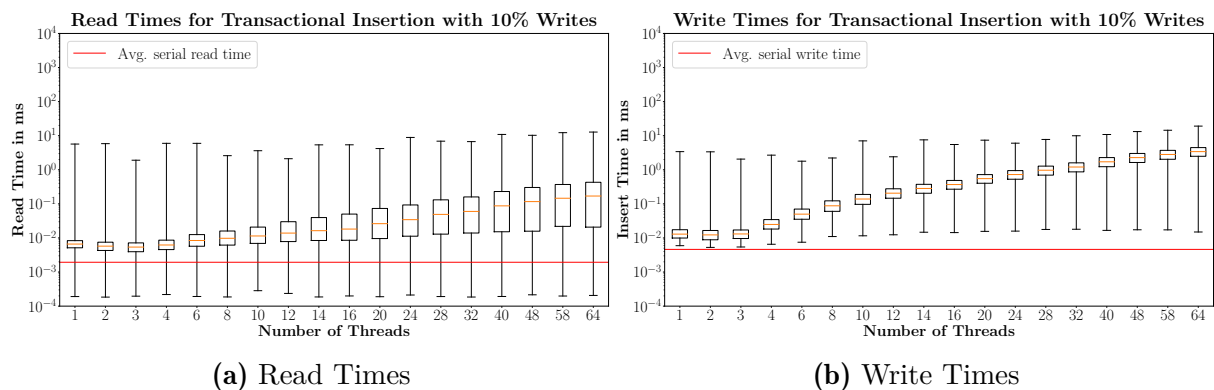 Read Times for Transactional Insertion with 10% Writes
Avg. serial read time
Read Time in ms
10^4
10^3
10^2
10^1
10^0
10^−1
10^−2
10^−3
10^−4
1 2 3 4 6 8 10 12 14 16 20 24 28 32 40 48 58 64
Number of Threads
(a) Read Times
Write Times for Transactional Insertion with 10% Writes
Avg. serial write time
Insert Time in ms
10^4
10^3
10^2
10^1
10^0
10^−1
10^−2
10^−3
10^−4
1 2 3 4 6 8 10 12 14 16 20 24 28 32 40 48 58 64
Number of Threads
(b) Write Times